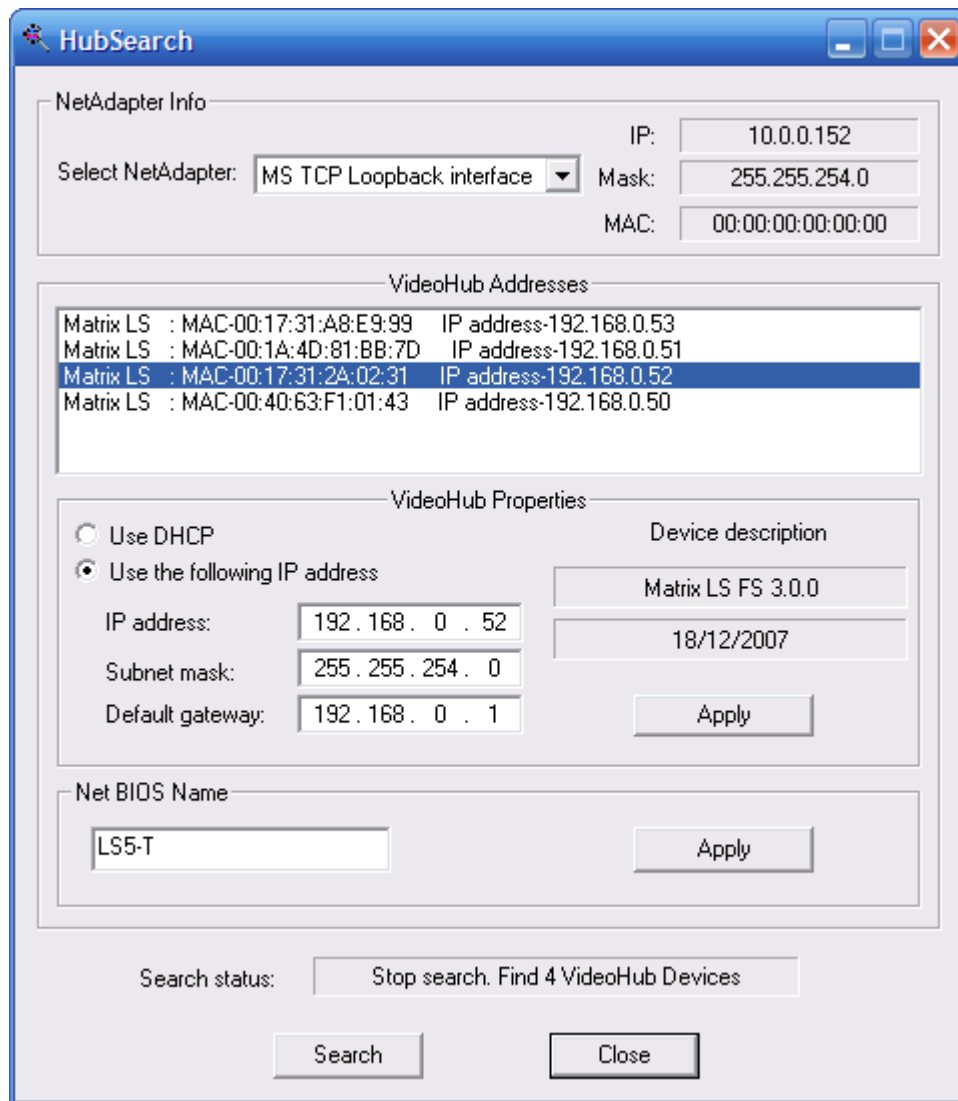 HubSearch
NetAdapter Info
IP: 10.0.0.152
Select NetAdapter: MS TCP Loopback interface Mask: 255.255.254.0
MAC: 00:00:00:00:00:00
VideoHub Addresses
Matrix LS : MAC-00:17:31:A8:E9:99 IP address-192.168.0.53
Matrix LS : MAC-00:1A:4D:81:BB:7D IP address-192.168.0.51
Matrix LS : MAC-00:17:31:2A:02:31 IP address-192.168.0.52
Matrix LS : MAC-00:40:63:F1:01:43 IP address-192.168.0.50
VideoHub Properties
Use DHCP
Device description
Use the following IP address
Matrix LS FS 3.0.0
IP address: 192 . 168 . 0 . 52
18/12/2007
Subnet mask: 255 . 255 . 254 . 0
Default gateway: 192 . 168 . 0 . 1
Apply
Net BIOS Name
LS5-T
Apply
Search status: Stop search. Find 4 VideoHub Devices
Search Close